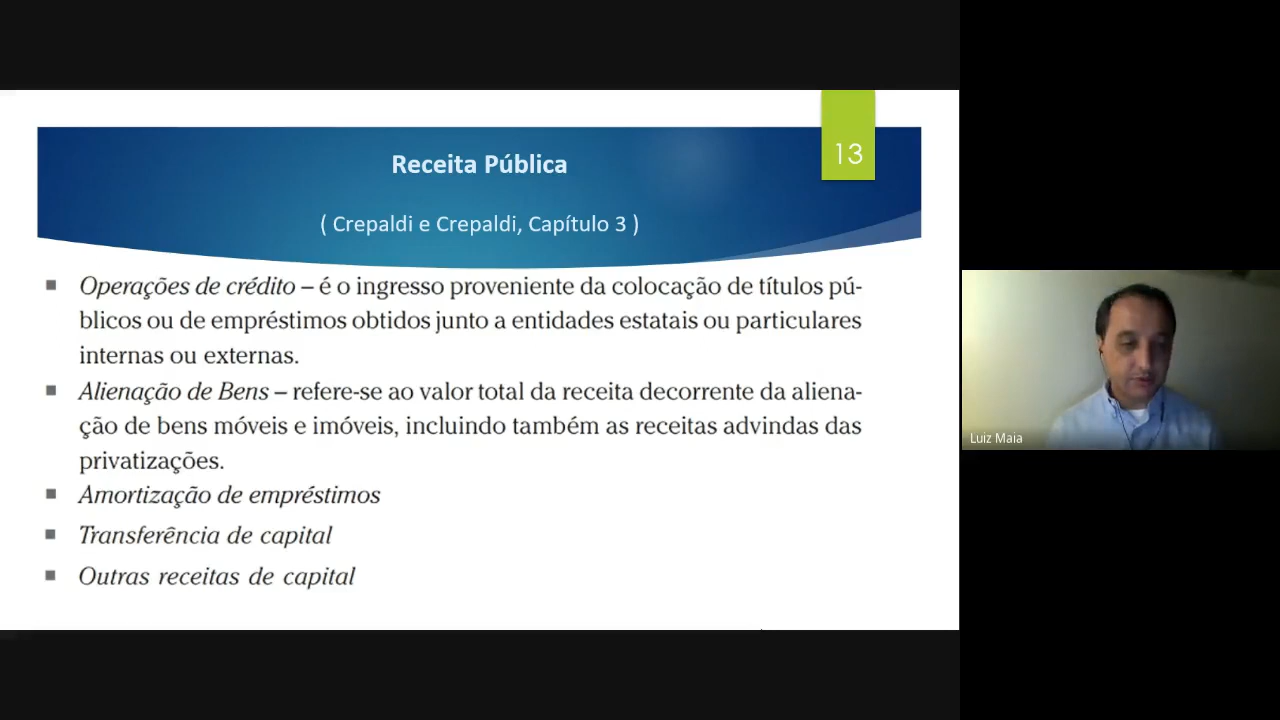 13
Receita Pública
( Crepaldi e Crepaldi, Capítulo 3 )
▪ Operações de crédito – é o ingresso proveniente da colocação de títulos pú-
blicos ou de empréstimos obtidos junto a entidades estatais ou particulares
internas ou externas.
▪ Alienação de Bens – refere-se ao valor total da receita decorrente da aliena-
ção de bens móveis e imóveis, incluindo também as receitas advindas das
privatizações.
▪ Amortização de empréstimos
▪ Transferência de capital
▪ Outras receitas de capital
Luiz Maia